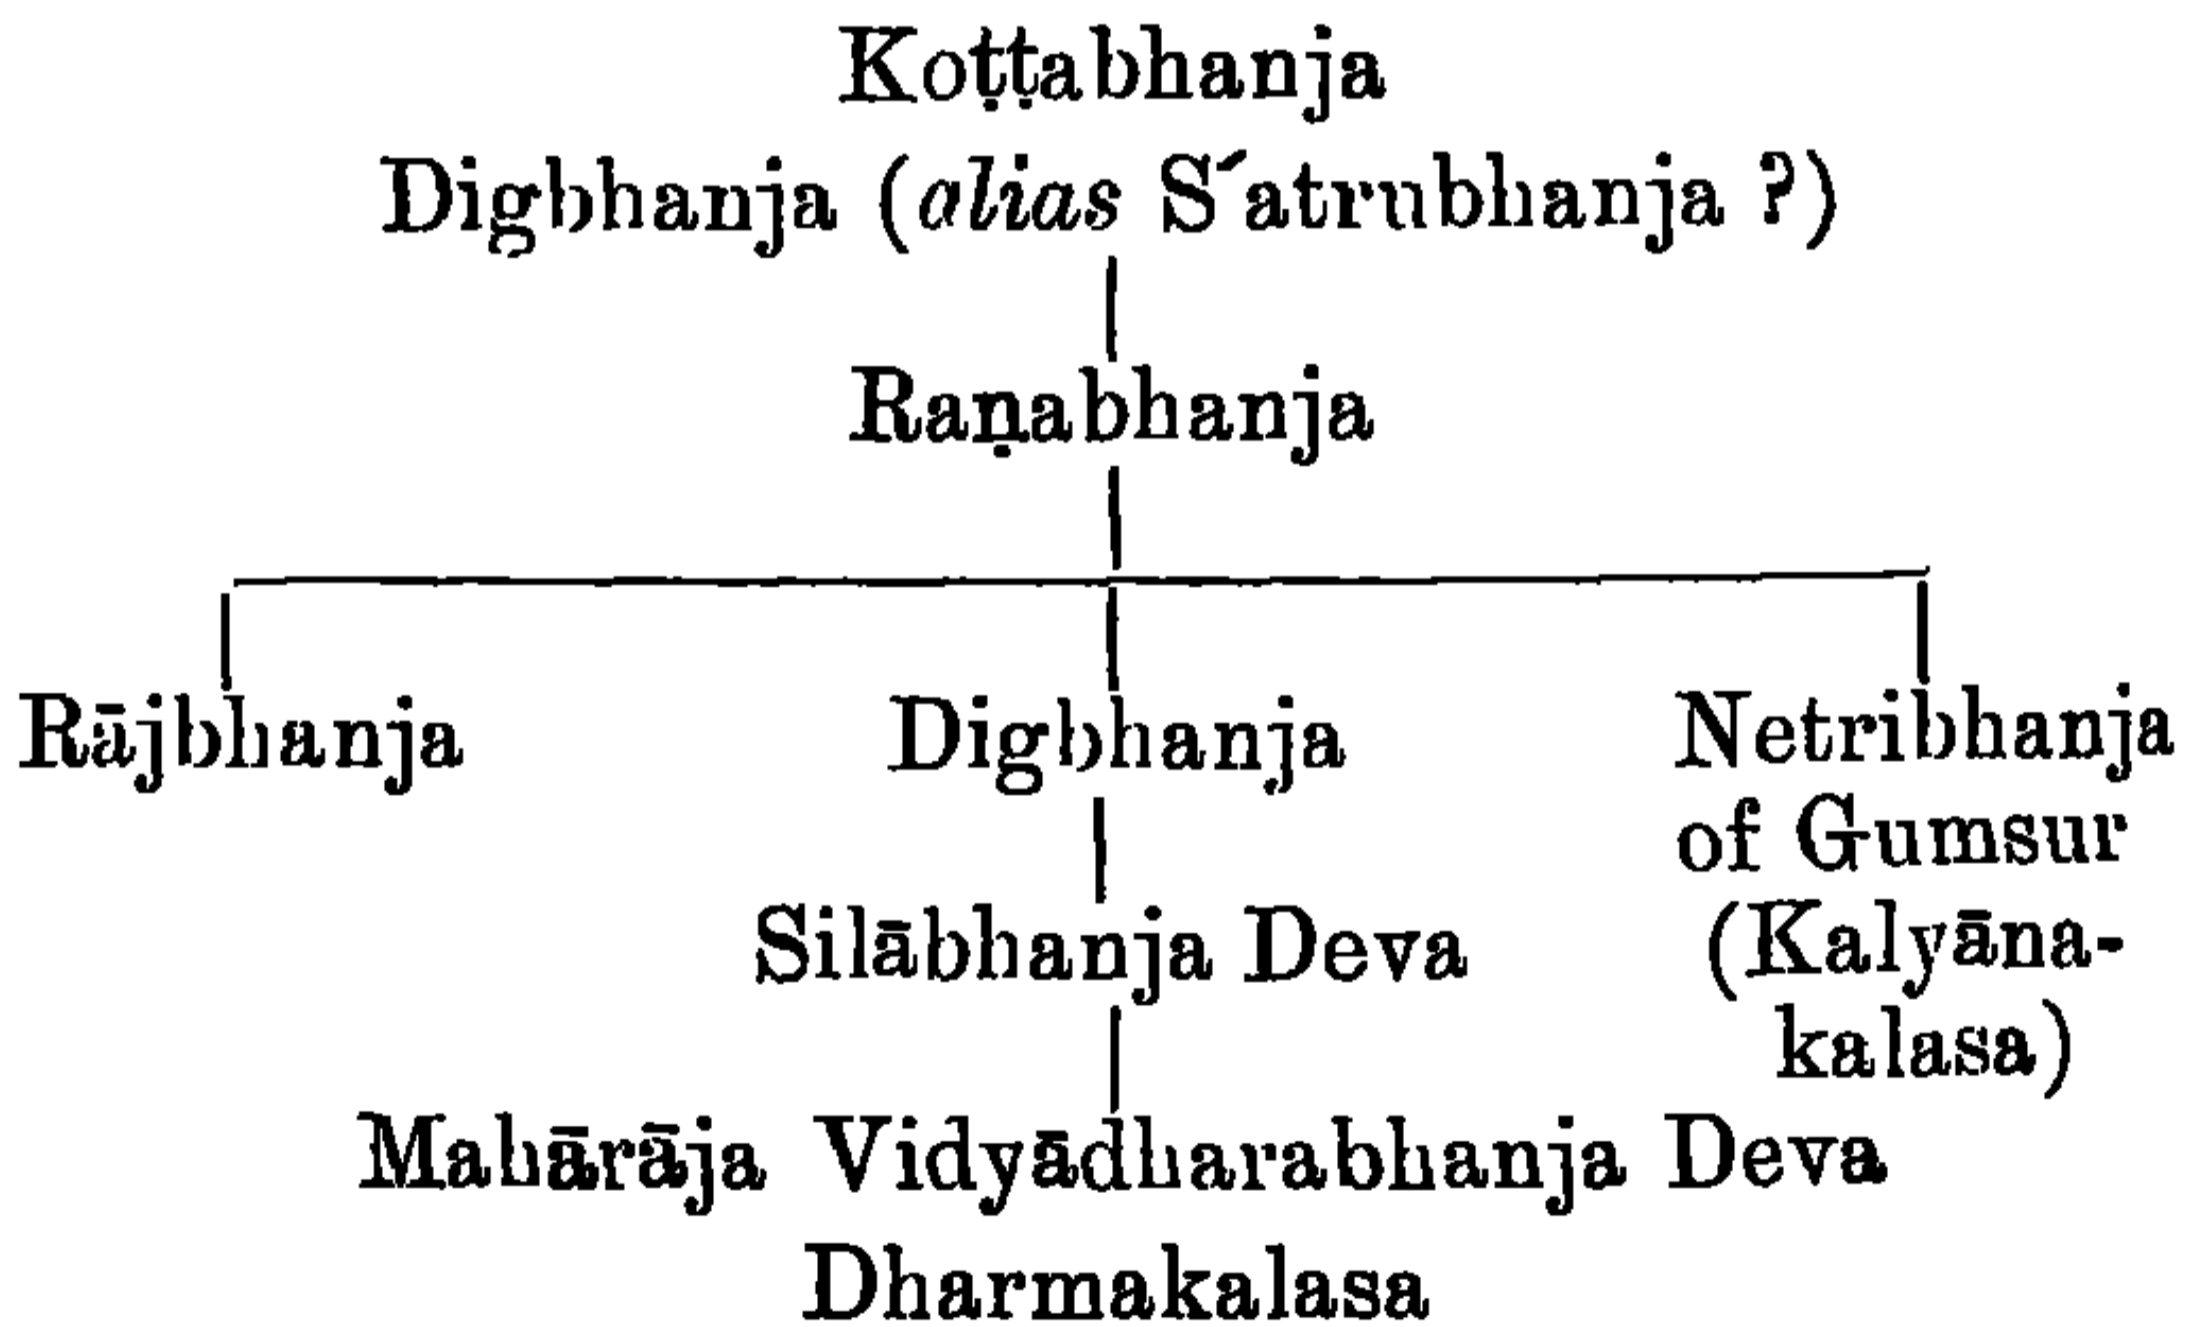 Koṭṭabhanja
Digbhanja (alias S´atrubhanja ?)
Raṇabhanja
Rājbhanja Digbhanja Netribhanja
of Gumsur
Silābhanja Deva (Kalyāna-
kalasa)
Mahārāja Vidyādharabhanja Deva
Dharmakalasa